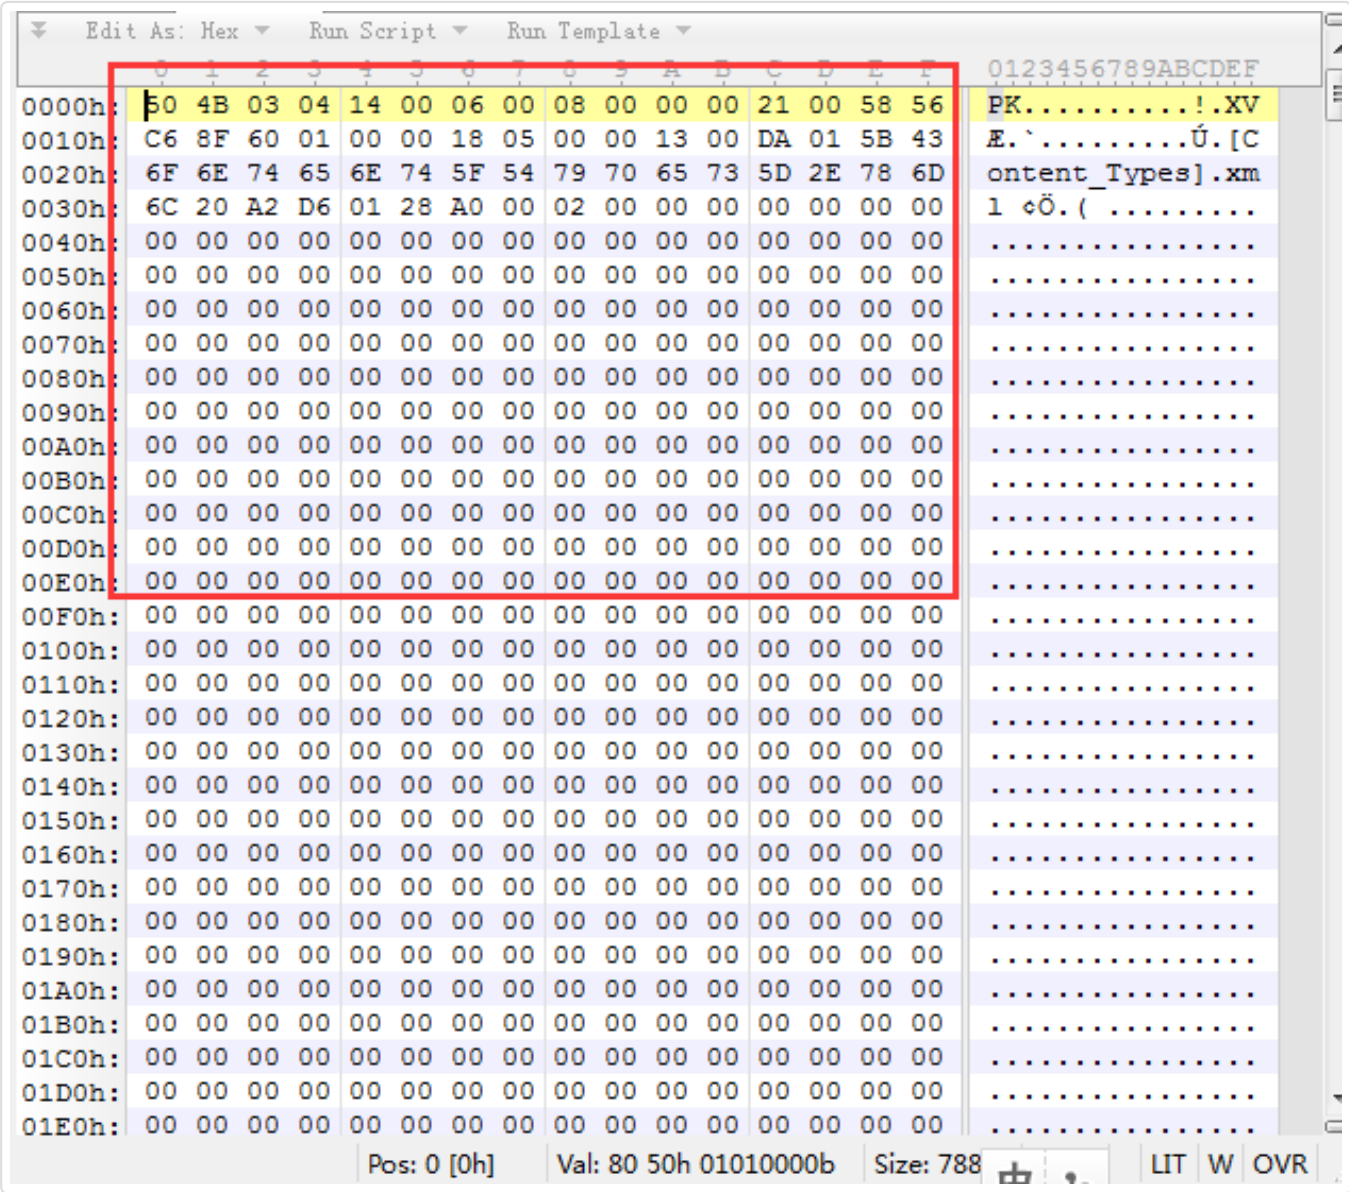 Edit As: Hex Run Script Run Template
0 1 2 3 4 5 6 7 8 9 A B C D E F 0123456789ABCDEF
0000h: 50 4B 03 04 14 00 06 00 08 00 00 00 21 00 58 56 PK..........!.XV
0010h: C6 8F 60 01 00 00 18 05 00 00 13 00 DA 01 5B 43 Æ.`.........Ú.[C
0020h: 6F 6E 74 65 6E 74 5F 54 79 70 65 73 5D 2E 78 6D ontent_Types].xm
0030h: 6C 20 A2 D6 01 28 A0 00 02 00 00 00 00 00 00 00 l ¢Ö.( .........
0040h: 00 00 00 00 00 00 00 00 00 00 00 00 00 00 00 00 ................
0050h: 00 00 00 00 00 00 00 00 00 00 00 00 00 00 00 00 ................
0060h: 00 00 00 00 00 00 00 00 00 00 00 00 00 00 00 00 ................
0070h: 00 00 00 00 00 00 00 00 00 00 00 00 00 00 00 00 ................
0080h: 00 00 00 00 00 00 00 00 00 00 00 00 00 00 00 00 ................
0090h: 00 00 00 00 00 00 00 00 00 00 00 00 00 00 00 00 ................
00A0h: 00 00 00 00 00 00 00 00 00 00 00 00 00 00 00 00 ................
00B0h: 00 00 00 00 00 00 00 00 00 00 00 00 00 00 00 00 ................
00C0h: 00 00 00 00 00 00 00 00 00 00 00 00 00 00 00 00 ................
00D0h: 00 00 00 00 00 00 00 00 00 00 00 00 00 00 00 00 ................
00E0h: 00 00 00 00 00 00 00 00 00 00 00 00 00 00 00 00 ................
00F0h: 00 00 00 00 00 00 00 00 00 00 00 00 00 00 00 00 ................
0100h: 00 00 00 00 00 00 00 00 00 00 00 00 00 00 00 00 ................
0110h: 00 00 00 00 00 00 00 00 00 00 00 00 00 00 00 00 ................
0120h: 00 00 00 00 00 00 00 00 00 00 00 00 00 00 00 00 ................
0130h: 00 00 00 00 00 00 00 00 00 00 00 00 00 00 00 00 ................
0140h: 00 00 00 00 00 00 00 00 00 00 00 00 00 00 00 00 ................
0150h: 00 00 00 00 00 00 00 00 00 00 00 00 00 00 00 00 ................
0160h: 00 00 00 00 00 00 00 00 00 00 00 00 00 00 00 00 ................
0170h: 00 00 00 00 00 00 00 00 00 00 00 00 00 00 00 00 ................
0180h: 00 00 00 00 00 00 00 00 00 00 00 00 00 00 00 00 ................
0190h: 00 00 00 00 00 00 00 00 00 00 00 00 00 00 00 00 ................
01A0h: 00 00 00 00 00 00 00 00 00 00 00 00 00 00 00 00 ................
01B0h: 00 00 00 00 00 00 00 00 00 00 00 00 00 00 00 00 ................
01C0h: 00 00 00 00 00 00 00 00 00 00 00 00 00 00 00 00 ................
01D0h: 00 00 00 00 00 00 00 00 00 00 00 00 00 00 00 00 ................
01E0h: 00 00 00 00 00 00 00 00 00 00 00 00 00 00 00 00 ................
Pos: 0 [0h] Val: 80 50h 01010000b Size: 788 中 LIT W OVR